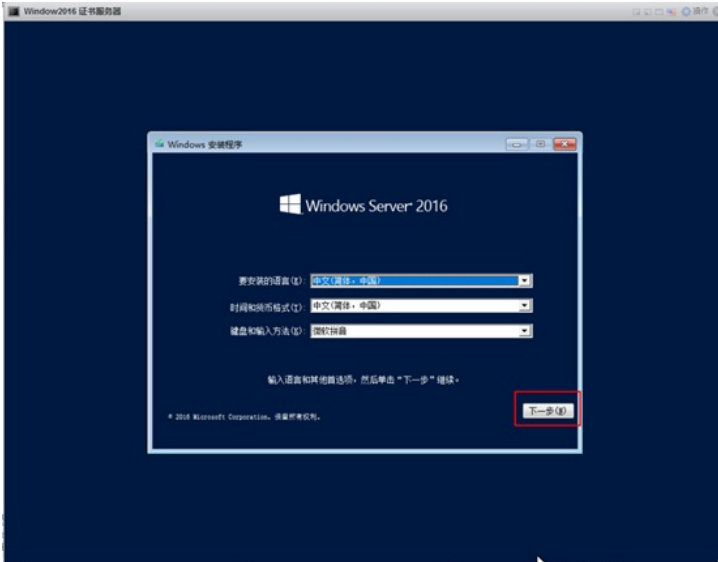 Window2016 证书服务器
操作
Windows 安装程序
Windows Server 2016
要安装的语言(E): 中文(简体，中国)
时间和货币格式(T): 中文(简体，中国)
键盘和输入方法(K): 微软拼音
输入语言和其他首选项，然后单击“下一步”继续。
© 2016 Microsoft Corporation。保留所有权利。
下一步(N)